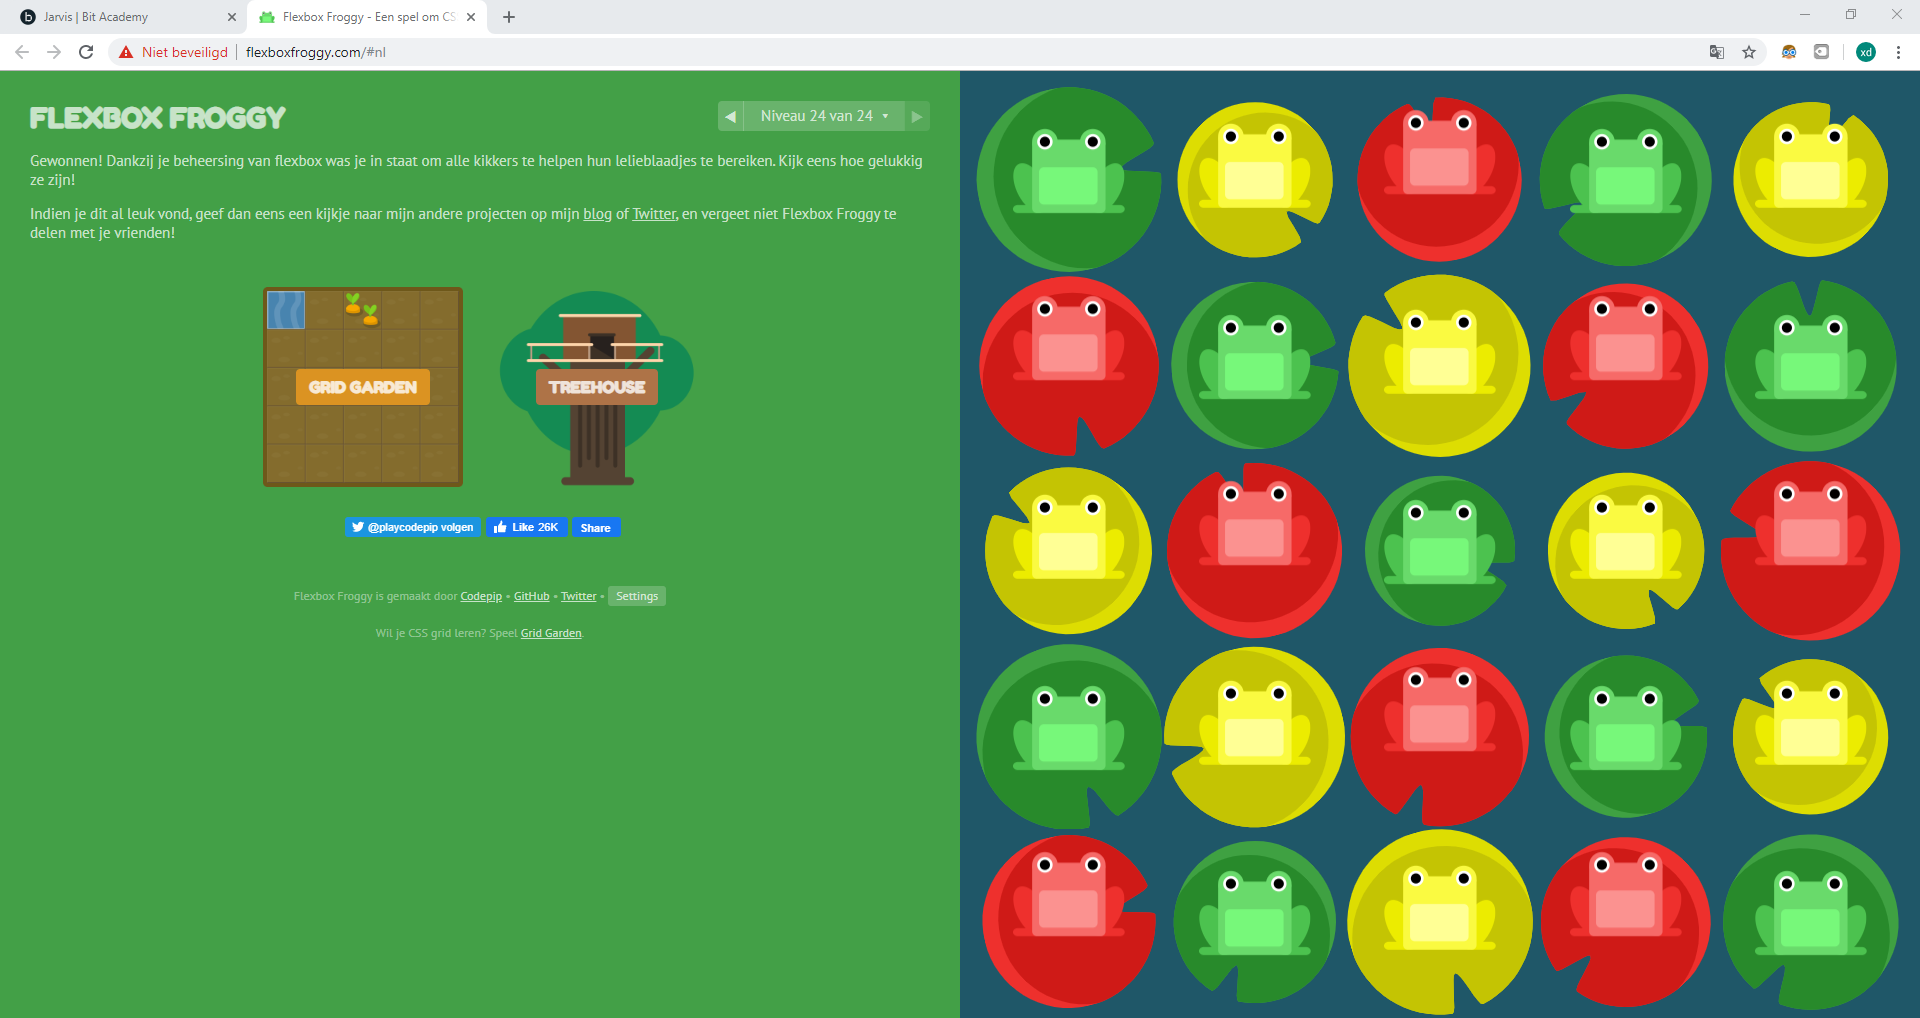 Jarvis | Bit Academy
Flexbox Froggy - Een spel om CS
Niet beveiligd
flexboxfroggy.com/#nl
xd
FLEXBOX FROGGY
Niveau 24 van 24
Gewonnen! Dankzij je beheersing van flexbox was je in staat om alle kikkers te helpen hun lelieblaadjes te bereiken. Kijk eens hoe gelukkig
ze zijn!
Indien je dit al leuk vond, geef dan eens een kijkje naar mijn andere projecten op mijn blog of Twitter, en vergeet niet Flexbox Froggy te
delen met je vrienden!
GRID GARDEN
TREEHOUSE
@playcodepip volgen
Like 26K
Share
Flexbox Froggy is gemaakt door Codepip • GitHub • Twitter • Settings
Wil je CSS grid leren? Speel Grid Garden.